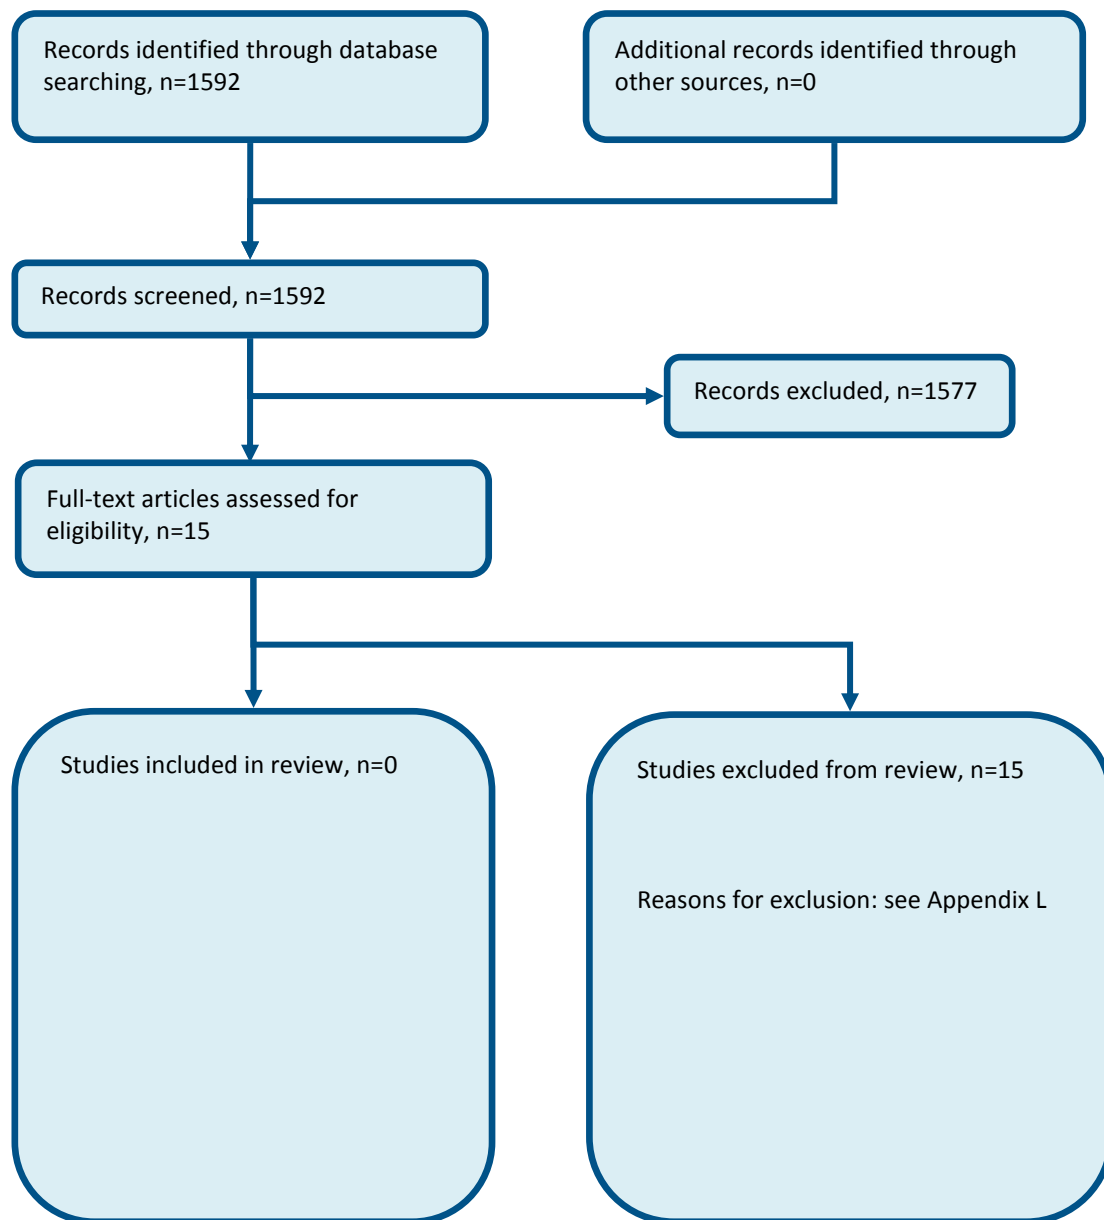 Records identified through database
searching, n=1592
Additional records identified through
other sources, n=0
Records screened, n=1592
Records excluded, n=1577
Full-text articles assessed for
eligibility, n=15
Studies included in review, n=0
Studies excluded from review, n=15
Reasons for exclusion: see Appendix L